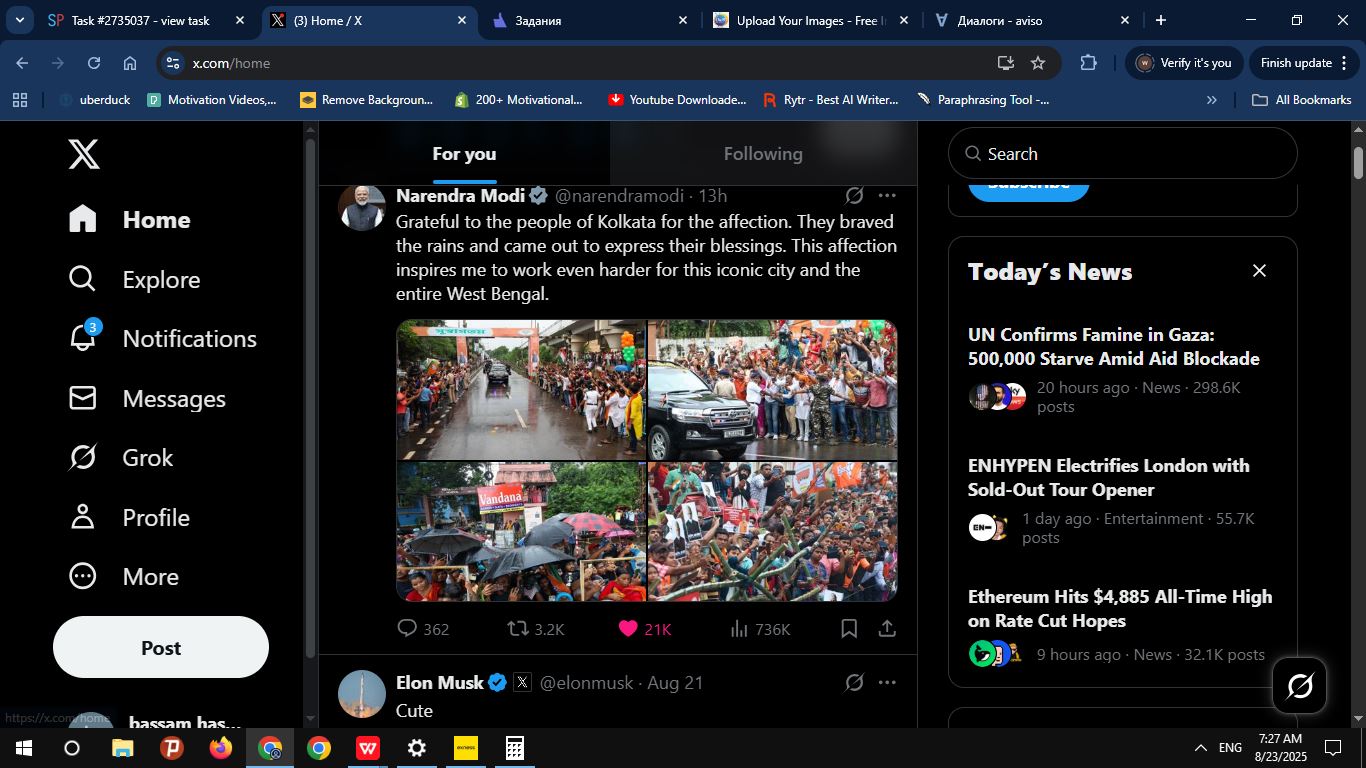 Task #2735037 - view task
(3) Home / X
Задания
Upload Your Images - Free I
Диалоги - aviso
x.com/home
Verify it's you
Finish update
uberduck
Motivation Videos,...
Remove Backgroun...
200+ Motivational...
Youtube Downloade...
Rytr - Best AI Writer...
Paraphrasing Tool -...
All Bookmarks
Home
Explore
3
Notifications
Messages
Grok
Profile
More
Post
bassam has...
https://x.com/home
For you
Following
Narendra Modi @narendramodi · 13h
Grateful to the people of Kolkata for the affection. They braved
the rains and came out to express their blessings. This affection
inspires me to work even harder for this iconic city and the
entire West Bengal.
Vandana
362
3.2K
21K
736K
Elon Musk @elonmusk · Aug 21
Cute
Search
Subscribe
Today's News
UN Confirms Famine in Gaza:
500,000 Starve Amid Aid Blockade
20 hours ago · News · 298.6K
posts
ENHYPEN Electrifies London with
Sold-Out Tour Opener
EN-
1 day ago · Entertainment · 55.7K
posts
Ethereum Hits $4,885 All-Time High
on Rate Cut Hopes
9 hours ago · News · 32.1K posts
exness
ENG
7:27 AM
8/23/2025